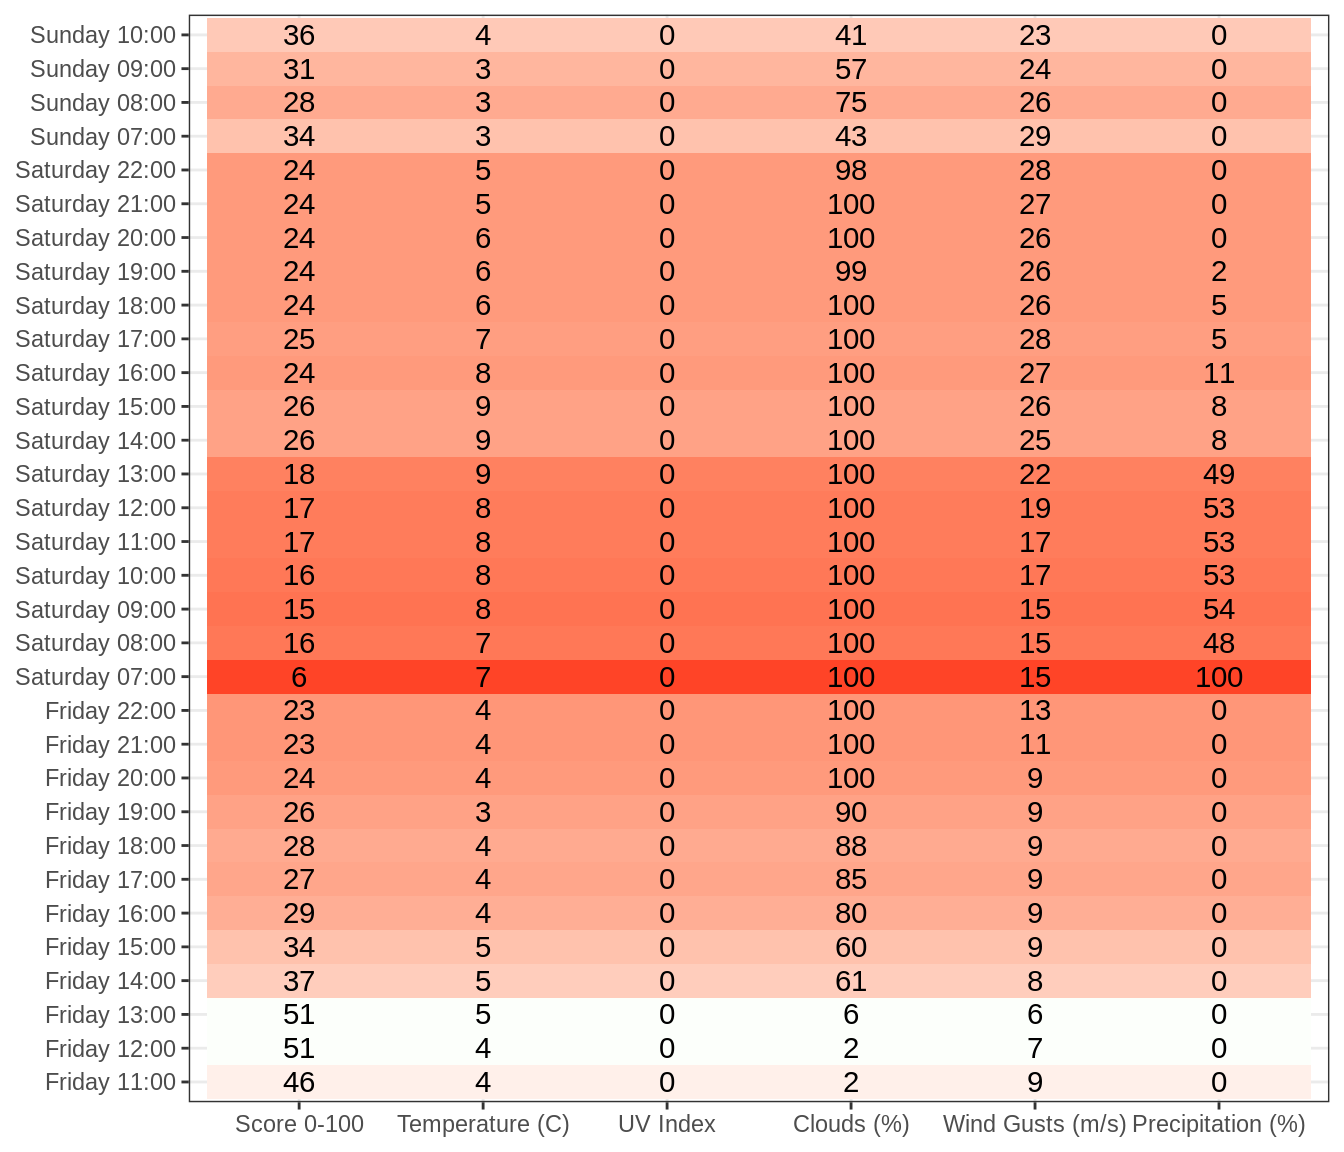 Sunday 10:00 36 4 0 41 23 0
Sunday 09:00 31 3 0 57 24 0
Sunday 08:00 28 3 0 75 26 0
Sunday 07:00 34 3 0 43 29 0
Saturday 22:00 24 5 0 98 28 0
Saturday 21:00 24 5 0 100 27 0
Saturday 20:00 24 6 0 100 26 0
Saturday 19:00 24 6 0 99 26 2
Saturday 18:00 24 6 0 100 26 5
Saturday 17:00 25 7 0 100 28 5
Saturday 16:00 24 8 0 100 27 11
Saturday 15:00 26 9 0 100 26 8
Saturday 14:00 26 9 0 100 25 8
Saturday 13:00 18 9 0 100 22 49
Saturday 12:00 17 8 0 100 19 53
Saturday 11:00 17 8 0 100 17 53
Saturday 10:00 16 8 0 100 17 53
Saturday 09:00 15 8 0 100 15 54
Saturday 08:00 16 7 0 100 15 48
Saturday 07:00 6 7 0 100 15 100
Friday 22:00 23 4 0 100 13 0
Friday 21:00 23 4 0 100 11 0
Friday 20:00 24 4 0 100 9 0
Friday 19:00 26 3 0 90 9 0
Friday 18:00 28 4 0 88 9 0
Friday 17:00 27 4 0 85 9 0
Friday 16:00 29 4 0 80 9 0
Friday 15:00 34 5 0 60 9 0
Friday 14:00 37 5 0 61 8 0
Friday 13:00 51 5 0 6 6 0
Friday 12:00 51 4 0 2 7 0
Friday 11:00 46 4 0 2 9 0
Score 0-100 Temperature (C) UV Index Clouds (%) Wind Gusts (m/s) Precipitation (%)